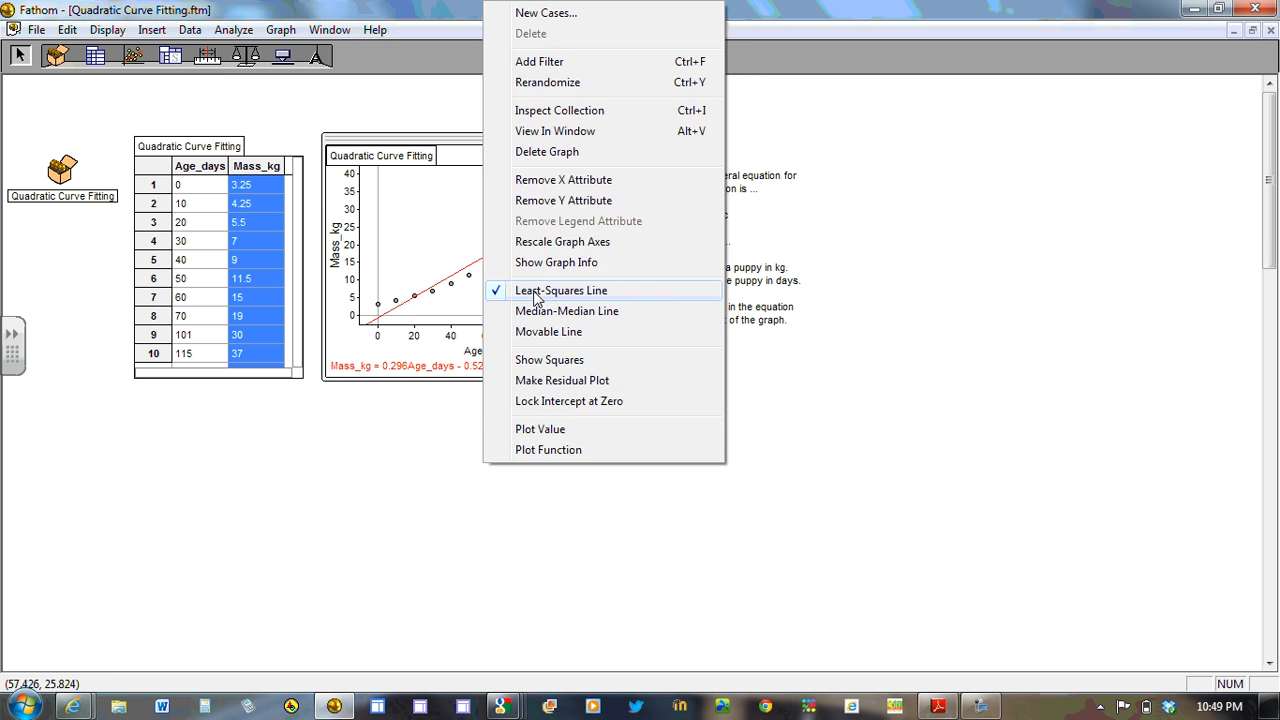 Fathom - [Quadratic Curve Fitting.ftm]
File Edit Display Insert Data Analyze Graph Window Help
New Cases...
Delete
Add Filter Ctrl+F
Rerandomize Ctrl+Y
Inspect Collection Ctrl+I
View In Window Alt+V
Delete Graph
Remove X Attribute
Remove Y Attribute
Remove Legend Attribute
Rescale Graph Axes
Show Graph Info
✓ Least-Squares Line
Median-Median Line
Movable Line
Show Squares
Make Residual Plot
Lock Intercept at Zero
Plot Value
Plot Function
Quadratic Curve Fitting
Quadratic Curve Fitting
Age_days Mass_kg
1 0 3.25
2 10 4.25
3 20 5.5
4 30 7
5 40 9
6 50 11.5
7 60 15
8 70 19
9 101 30
10 115 37
Quadratic Curve Fitting
Mass_kg
40
35
30
25
20
15
10
5
0
0 20 40
Age
Mass_kg = 0.296Age_days - 0.52
eral equation for
on is ...
a puppy in kg.
e puppy in days.
in the equation
t of the graph.
(57.426, 25.824)
NUM
10:49 PM